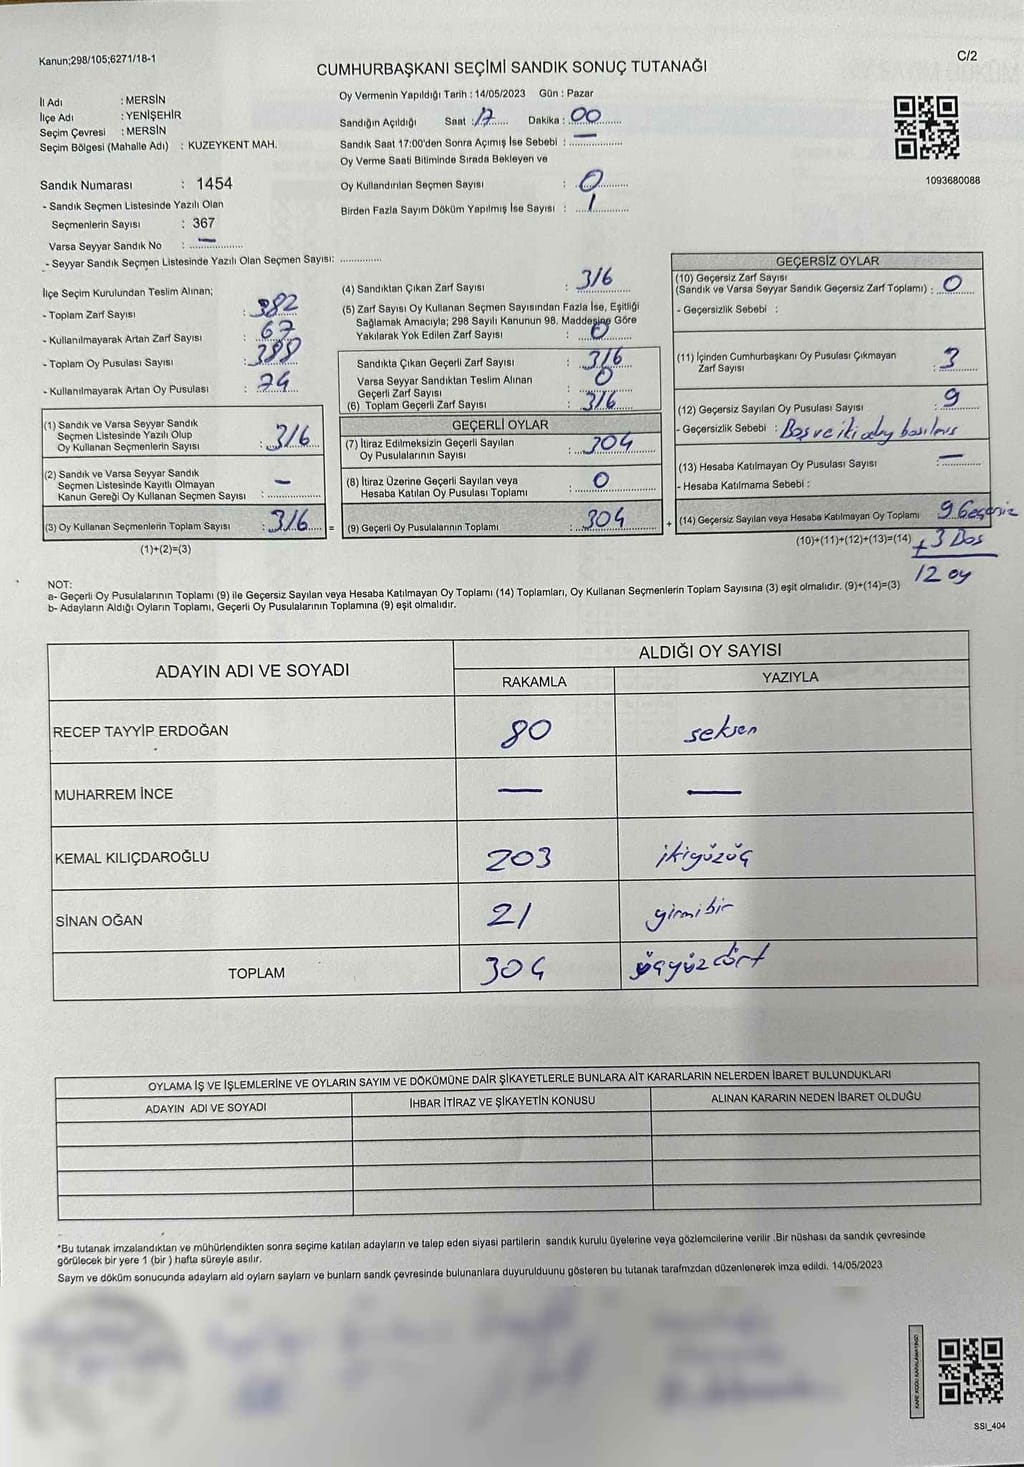 Kanun;298/105;6271/18-1
C/2
CUMHURBAŞKANI SEÇİMİ SANDIK SONUÇ TUTANAĞI
İl Adı : MERSİN
İlçe Adı : YENİŞEHİR
Seçim Çevresi : MERSİN
Seçim Bölgesi (Mahalle Adı) : KUZEYKENT MAH.
Sandık Numarası : 1454
- Sandık Seçmen Listesinde Yazılı Olan
Seçmenlerin Sayısı : 367
Varsa Seyyar Sandık No : —
- Seyyar Sandık Seçmen Listesinde Yazılı Olan Seçmen Sayısı: ..............
Oy Vermenin Yapıldığı Tarih : 14/05/2023 Gün : Pazar
Sandığın Açıldığı Saat : 17 Dakika : 00
Sandık Saat 17:00'den Sonra Açımış İse Sebebi : —
Oy Verme Saati Bitiminde Sırada Bekleyen ve
Oy Kullandırılan Seçmen Sayısı : 0
Birden Fazla Sayım Döküm Yapılmış İse Sayısı : 1
1093680088
İlçe Seçim Kurulundan Teslim Alınan;
- Toplam Zarf Sayısı : 382
- Kullanılmayarak Artan Zarf Sayısı : 67
- Toplam Oy Pusulası Sayısı : 388
- Kullanılmayarak Artan Oy Pusulası : 74
(1) Sandık ve Varsa Seyyar Sandık
Seçmen Listesinde Yazılı Olup
Oy Kullanan Seçmenlerin Sayısı : 316
(2) Sandık ve Varsa Seyyar Sandık
Seçmen Listesinde Kayıtlı Olmayan
Kanun Gereği Oy Kullanan Seçmen Sayısı : —
(3) Oy Kullanan Seçmenlerin Toplam Sayısı : 316 =
(1)+(2)=(3)
(4) Sandıktan Çıkan Zarf Sayısı : 316
(5) Zarf Sayısı Oy Kullanan Seçmen Sayısından Fazla İse, Eşitliği
Sağlamak Amacıyla; 298 Sayılı Kanunun 98. Maddesine Göre
Yakılarak Yok Edilen Zarf Sayısı : 0
Sandıkta Çıkan Geçerli Zarf Sayısı : 316
Varsa Seyyar Sandıktan Teslim Alınan
Geçerli Zarf Sayısı : 0
(6) Toplam Geçerli Zarf Sayısı : 316
GEÇERLİ OYLAR
(7) İtiraz Edilmeksizin Geçerli Sayılan
Oy Pusulalarının Sayısı : 304
(8) İtiraz Üzerine Geçerli Sayılan veya
Hesaba Katılan Oy Pusulası Toplamı : 0
(9) Geçerli Oy Pusulalarının Toplamı : 304 +
GEÇERSİZ OYLAR
(10) Geçersiz Zarf Sayısı
(Sandık ve Varsa Seyyar Sandık Geçersiz Zarf Toplamı) : 0
- Geçersizlik Sebebi :
(11) İçinden Cumhurbaşkanı Oy Pusulası Çıkmayan
Zarf Sayısı : 3
(12) Geçersiz Sayılan Oy Pusulası Sayısı : 9
- Geçersizlik Sebebi : Boş ve iki aday basılmış
(13) Hesaba Katılmayan Oy Pusulası Sayısı : —
- Hesaba Katılmama Sebebi :
(14) Geçersiz Sayılan veya Hesaba Katılmayan Oy Toplamı 9 Geçersiz
(10)+(11)+(12)+(13)=(14) + 3 Boş
12 oy
NOT:
a- Geçerli Oy Pusulalarının Toplamı (9) ile Geçersiz Sayılan veya Hesaba Katılmayan Oy Toplamı (14) Toplamları, Oy Kullanan Seçmenlerin Toplam Sayısına (3) eşit olmalıdır. (9)+(14)=(3)
b- Adayların Aldığı Oyların Toplamı, Geçerli Oy Pusulalarının Toplamına (9) eşit olmalıdır.
ADAYIN ADI VE SOYADI
ALDIĞI OY SAYISI
RAKAMLA YAZIYLA
RECEP TAYYİP ERDOĞAN 80 seksen
MUHARREM İNCE — —
KEMAL KILIÇDAROĞLU 203 ikiyüzüç
SİNAN OĞAN 21 yirmibir
TOPLAM 304 üçyüzdört
OYLAMA İŞ VE İŞLEMLERİNE VE OYLARIN SAYIM VE DÖKÜMÜNE DAİR ŞİKAYETLERLE BUNLARA AİT KARARLARIN NELERDEN İBARET BULUNDUKLARI
ADAYIN ADI VE SOYADI İHBAR İTİRAZ VE ŞİKAYETİN KONUSU ALINAN KARARIN NEDEN İBARET OLDUĞU
*Bu tutanak imzalandıktan ve mühürlendikten sonra seçime katılan adayların ve talep eden siyasi partilerin sandık kurulu üyelerine veya gözlemcilerine verilir .Bir nüshası da sandık çevresinde
görülecek bir yere 1 (bir ) hafta süreyle asılır.
Sayım ve döküm sonucunda adayların ald oyların sayların ve bunların sandk çevresinde bulunanlara duyurulduunu gösteren bu tutanak tarafmzdan düzenlenerek imza edildi. 14/05/2023
SSI_404